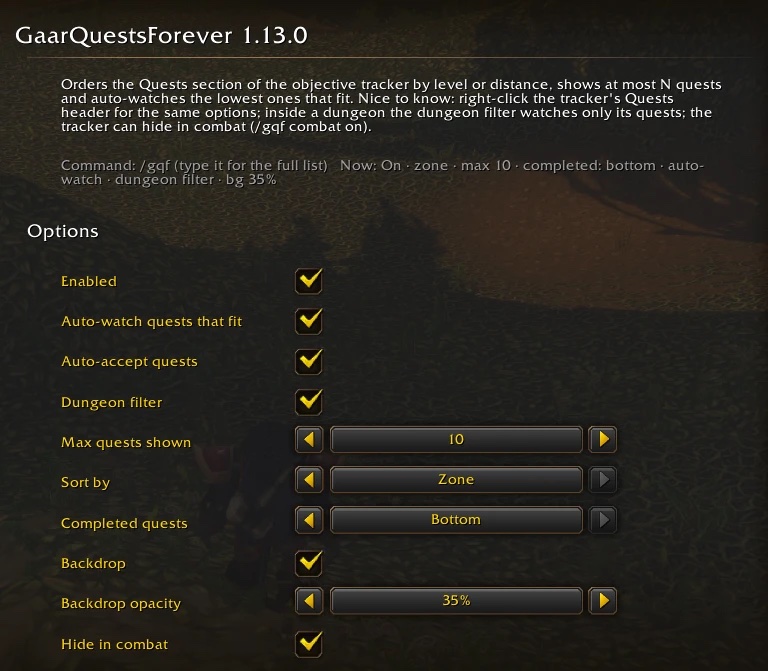 GaarQuestsForever 1.13.0
Orders the Quests section of the objective tracker by level or distance, shows at most N quests
and auto-watches the lowest ones that fit. Nice to know: right-click the tracker's Quests
header for the same options; inside a dungeon the dungeon filter watches only its quests; the
tracker can hide in combat (/gqf combat on).
Command: /gqf (type it for the full list) Now: On · zone · max 10 · completed: bottom · auto-
watch · dungeon filter · bg 35%
Options
Enabled
Auto-watch quests that fit
Auto-accept quests
Dungeon filter
Max quests shown 10
Sort by Zone
Completed quests Bottom
Backdrop
Backdrop opacity 35%
Hide in combat